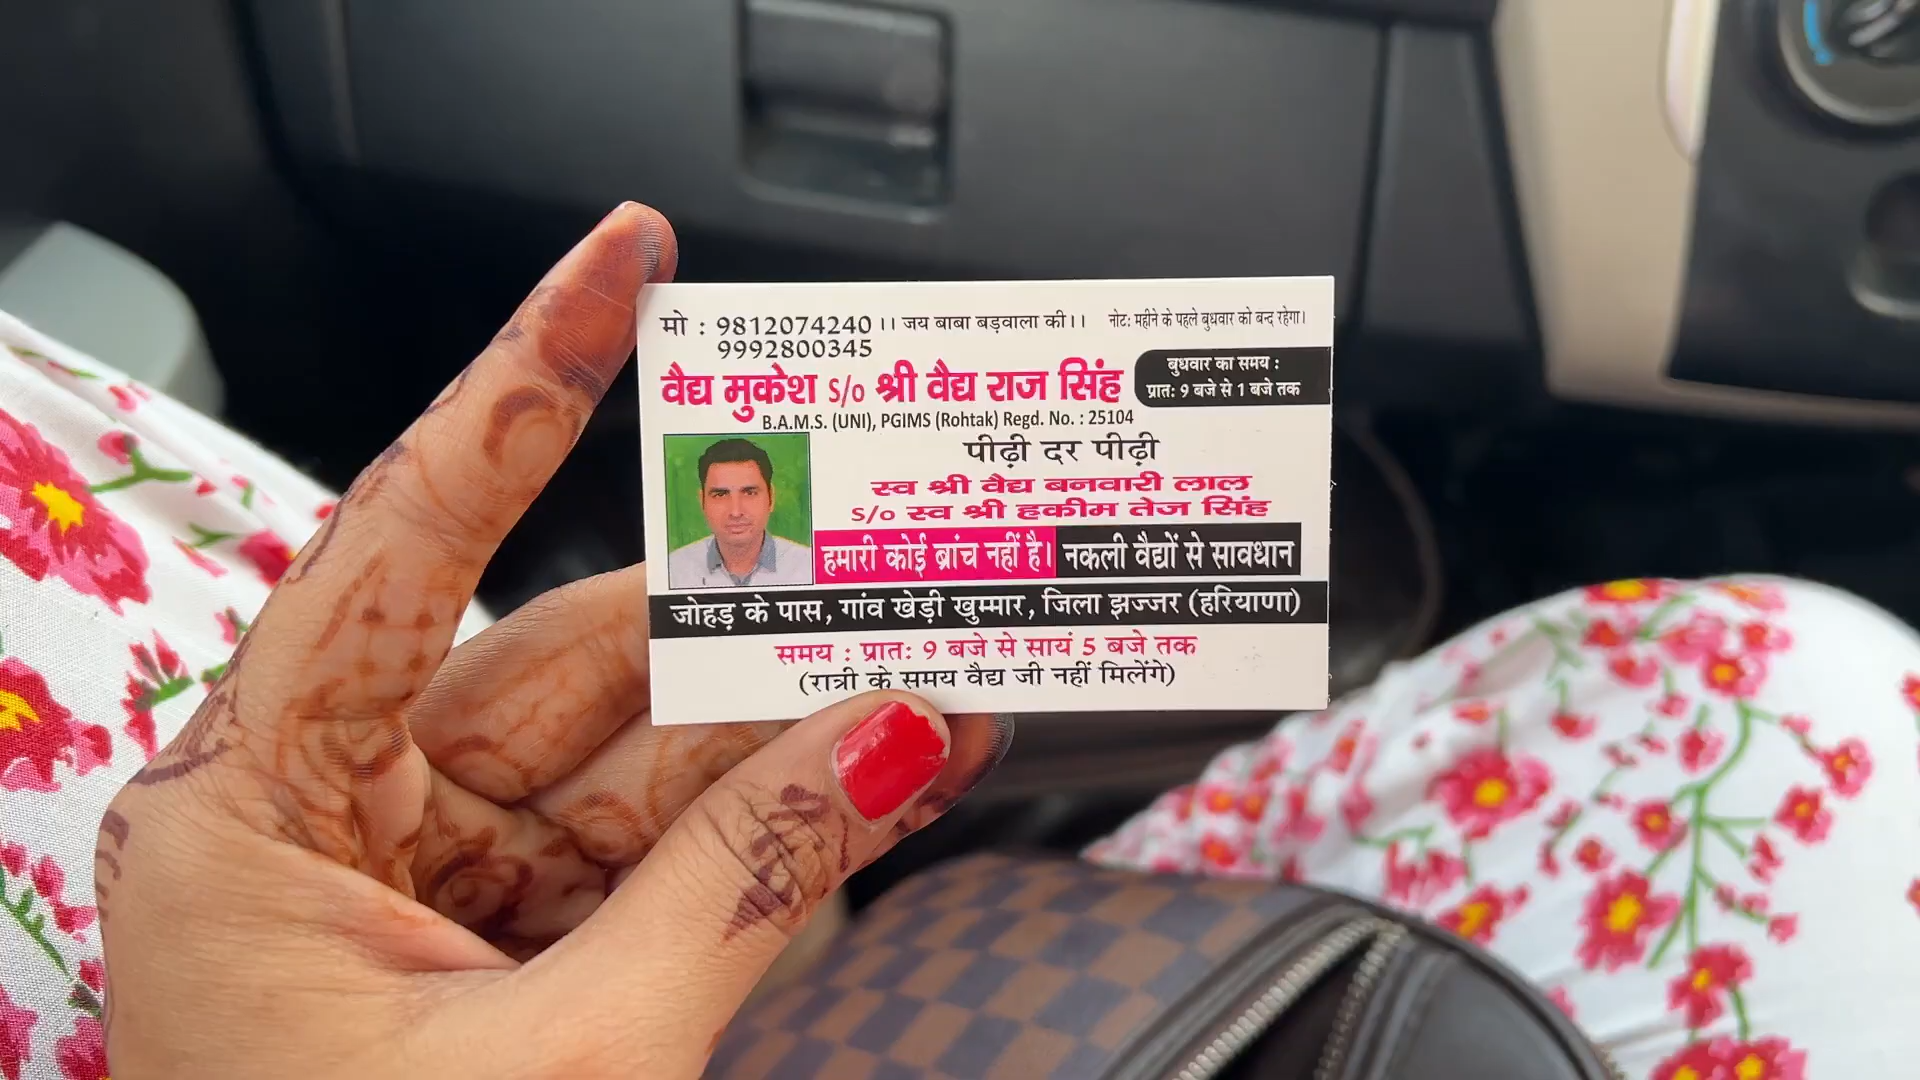 मो : 9812074240 ।। जय बाबा बड़वाला की।। नोट: महीने के पहले बुधवार को बन्द रहेगा।
9992800345
वैद्य मुकेश S/o श्री वैद्य राज सिंह
बुधवार का समय :
प्रात: 9 बजे से 1 बजे तक
B.A.M.S. (UNI), PGIMS (Rohtak) Regd. No. : 25104
पीढ़ी दर पीढ़ी
स्व श्री वैद्य बनवारी लाल
S/o स्व श्री हकीम तेज सिंह
हमारी कोई ब्रांच नहीं है। नकली वैद्यों से सावधान
जोहड़ के पास, गांव खेड़ी खुम्मार, जिला झज्जर (हरियाणा)
समय : प्रातः 9 बजे से सायं 5 बजे तक
(रात्री के समय वैद्य जी नहीं मिलेंगे)